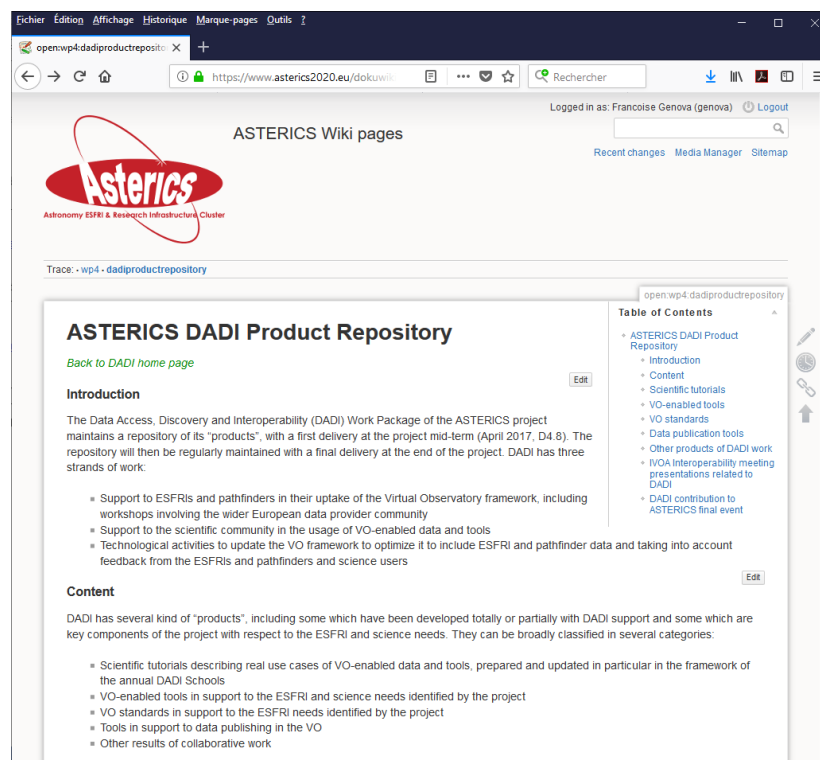 Fichier Édition Affichage Historique Marque-pages Outils ?
open:wp4:dadiproductreposito
https://www.asterics2020.eu/dokuwik
Rechercher
Logged in as: Francoise Genova (genova) Logout
ASTERICS Wiki pages
Recent changes Media Manager Sitemap
Asterics
Astronomy ESFRI & Research Infrastructure Cluster
Trace: • wp4 • dadiproductrepository
open:wp4:dadiproductrepository
Table of Contents
ASTERICS DADI Product
Repository
Introduction
Content
Scientific tutorials
VO-enabled tools
VO standards
Data publication tools
Other products of DADI work
IVOA Interoperability meeting
presentations related to
DADI
DADI contribution to
ASTERICS final event
ASTERICS DADI Product Repository
Back to DADI home page
Edit
Introduction
The Data Access, Discovery and Interoperability (DADI) Work Package of the ASTERICS project
maintains a repository of its “products”, with a first delivery at the project mid-term (April 2017, D4.8). The
repository will then be regularly maintained with a final delivery at the end of the project. DADI has three
strands of work:
Support to ESFRIs and pathfinders in their uptake of the Virtual Observatory framework, including
workshops involving the wider European data provider community
Support to the scientific community in the usage of VO-enabled data and tools
Technological activities to update the VO framework to optimize it to include ESFRI and pathfinder data and taking into account
feedback from the ESFRIs and pathfinders and science users
Edit
Content
DADI has several kind of “products”, including some which have been developed totally or partially with DADI support and some which are
key components of the project with respect to the ESFRI and science needs. They can be broadly classified in several categories:
Scientific tutorials describing real use cases of VO-enabled data and tools, prepared and updated in particular in the framework of
the annual DADI Schools
VO-enabled tools in support to the ESFRI and science needs identified by the project
VO standards in support to the ESFRI needs identified by the project
Tools in support to data publishing in the VO
Other results of collaborative work